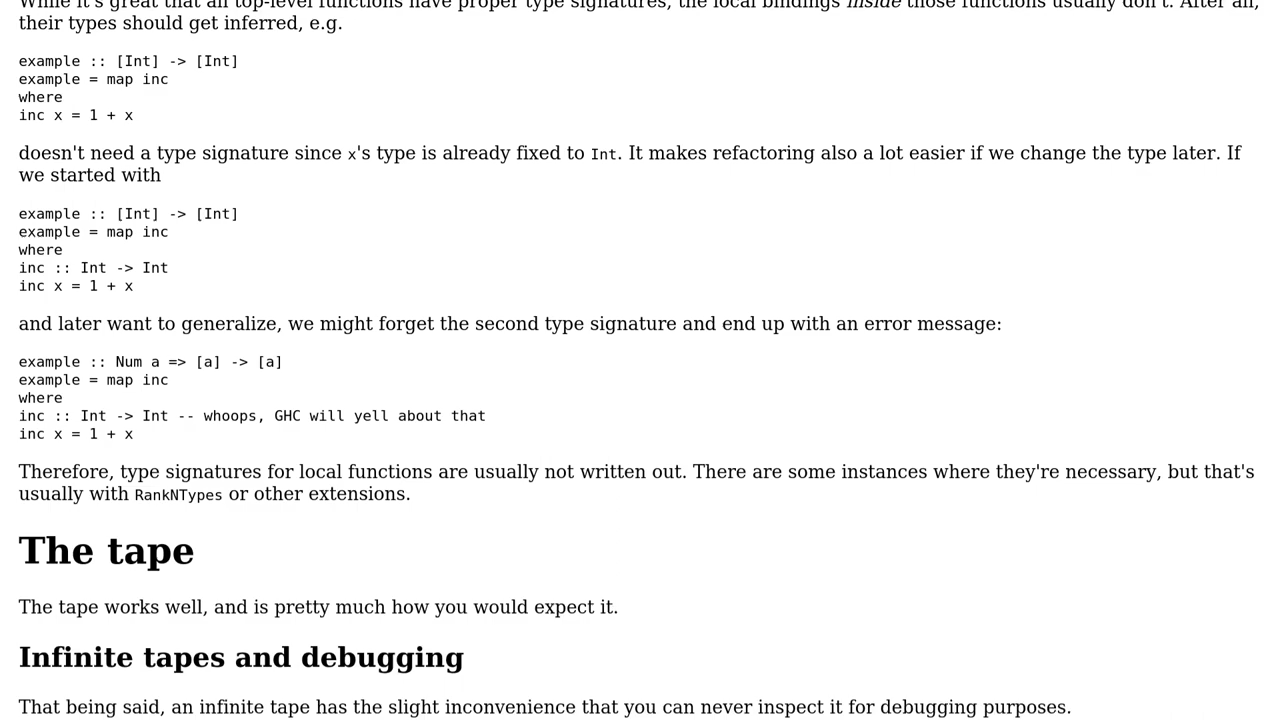 While it's great that all top-level functions have proper type signatures, the local bindings inside those functions usually don't. After all,
their types should get inferred, e.g.
example :: [Int] -> [Int]
example = map inc
where
inc x = 1 + x
doesn't need a type signature since x's type is already fixed to Int. It makes refactoring also a lot easier if we change the type later. If
we started with
example :: [Int] -> [Int]
example = map inc
where
inc :: Int -> Int
inc x = 1 + x
and later want to generalize, we might forget the second type signature and end up with an error message:
example :: Num a => [a] -> [a]
example = map inc
where
inc :: Int -> Int -- whoops, GHC will yell about that
inc x = 1 + x
Therefore, type signatures for local functions are usually not written out. There are some instances where they're necessary, but that's
usually with RankNTypes or other extensions.
The tape
The tape works well, and is pretty much how you would expect it.
Infinite tapes and debugging
That being said, an infinite tape has the slight inconvenience that you can never inspect it for debugging purposes.